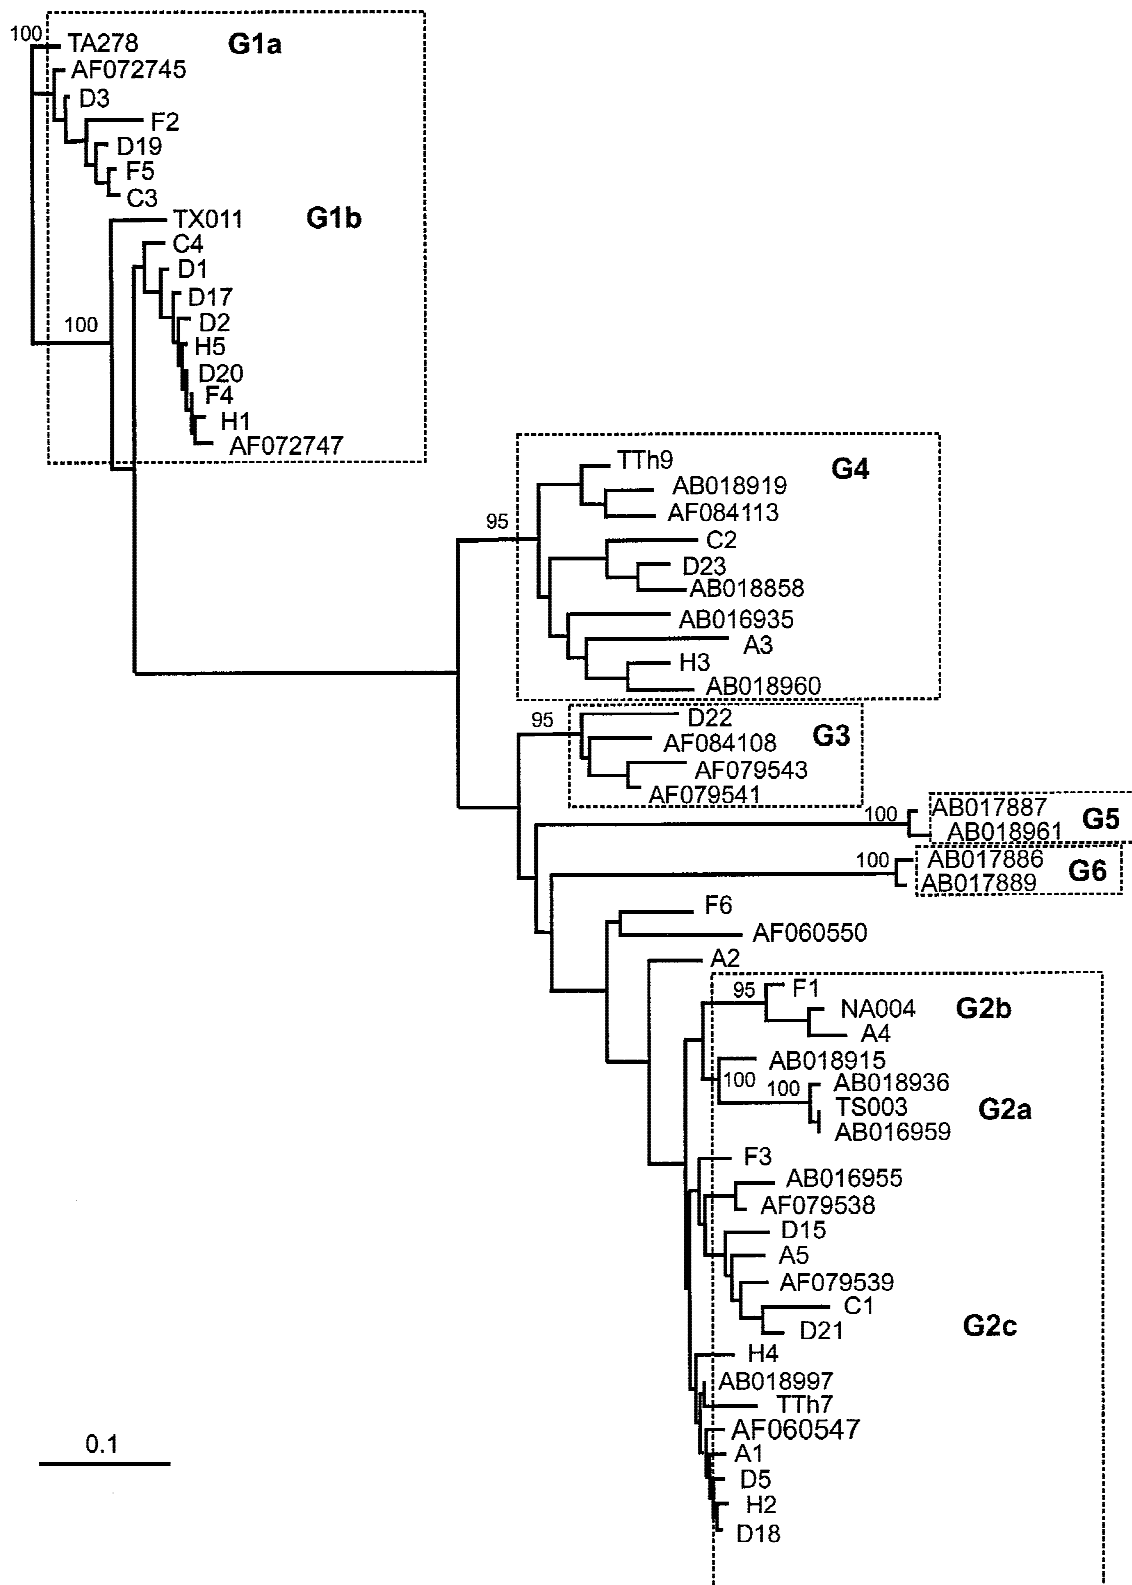 100
TA278
G1a
AF072745
D3
F2
D19
F5
C3
TX011
G1b
C4
D1
D17
D2
100
H5
D20
F4
H1
AF072747
TTh9
G4
AB018919
AF084113
95
C2
D23
AB018858
AB016935
A3
H3
AB018960
95
D22
G3
AF084108
AF079543
AF079541
100
AB017887
G5
AB018961
100
AB017886
G6
AB017889
F6
AF060550
A2
95
F1
G2b
NA004
A4
AB018915
100
100
AB018936
TS003
G2a
AB016959
F3
AB016955
AF079538
D15
A5
AF079539
C1
G2c
D21
H4
AB018997
TTh7
AF060547
0.1
A1
D5
H2
D18